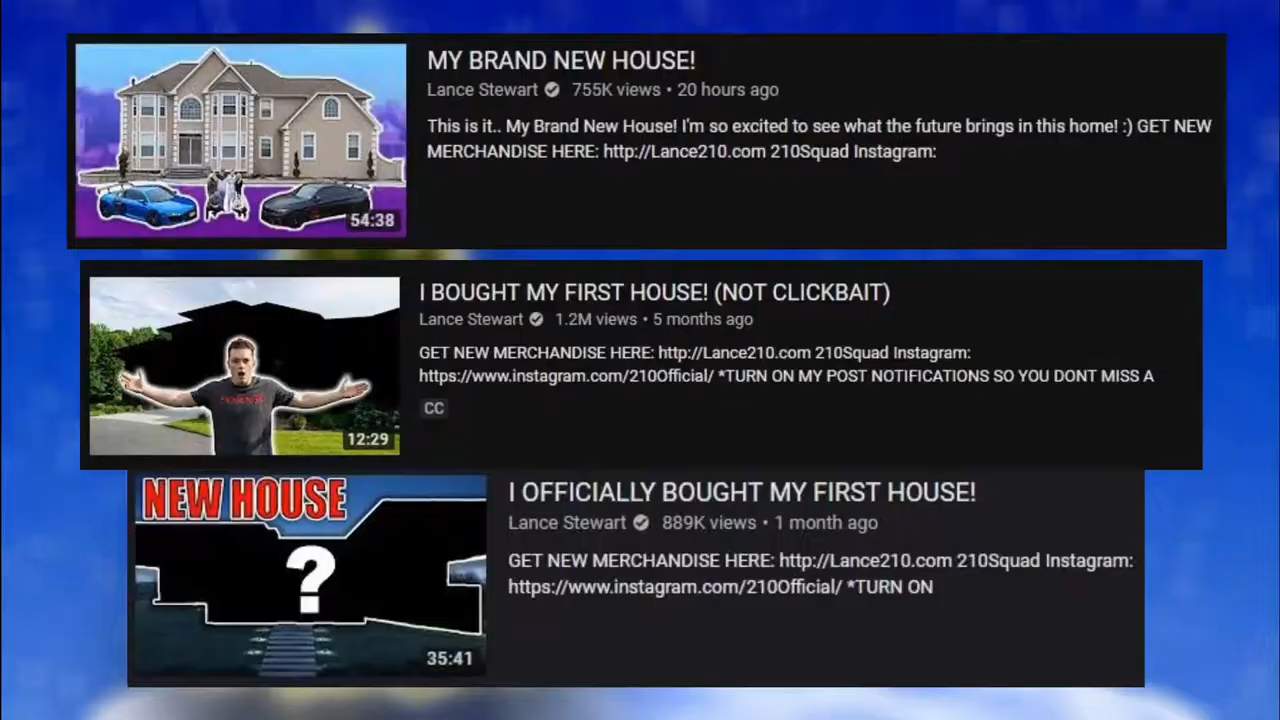 MY BRAND NEW HOUSE!
Lance Stewart 755K views • 20 hours ago
This is it.. My Brand New House! I'm so excited to see what the future brings in this home! :) GET NEW
MERCHANDISE HERE: http://Lance210.com 210Squad Instagram:
54:38
I BOUGHT MY FIRST HOUSE! (NOT CLICKBAIT)
Lance Stewart 1.2M views • 5 months ago
GET NEW MERCHANDISE HERE: http://Lance210.com 210Squad Instagram:
https://www.instagram.com/210Official/ *TURN ON MY POST NOTIFICATIONS SO YOU DONT MISS A
CC
12:29
NEW HOUSE
?
35:41
I OFFICIALLY BOUGHT MY FIRST HOUSE!
Lance Stewart 889K views • 1 month ago
GET NEW MERCHANDISE HERE: http://Lance210.com 210Squad Instagram:
https://www.instagram.com/210Official/ *TURN ON